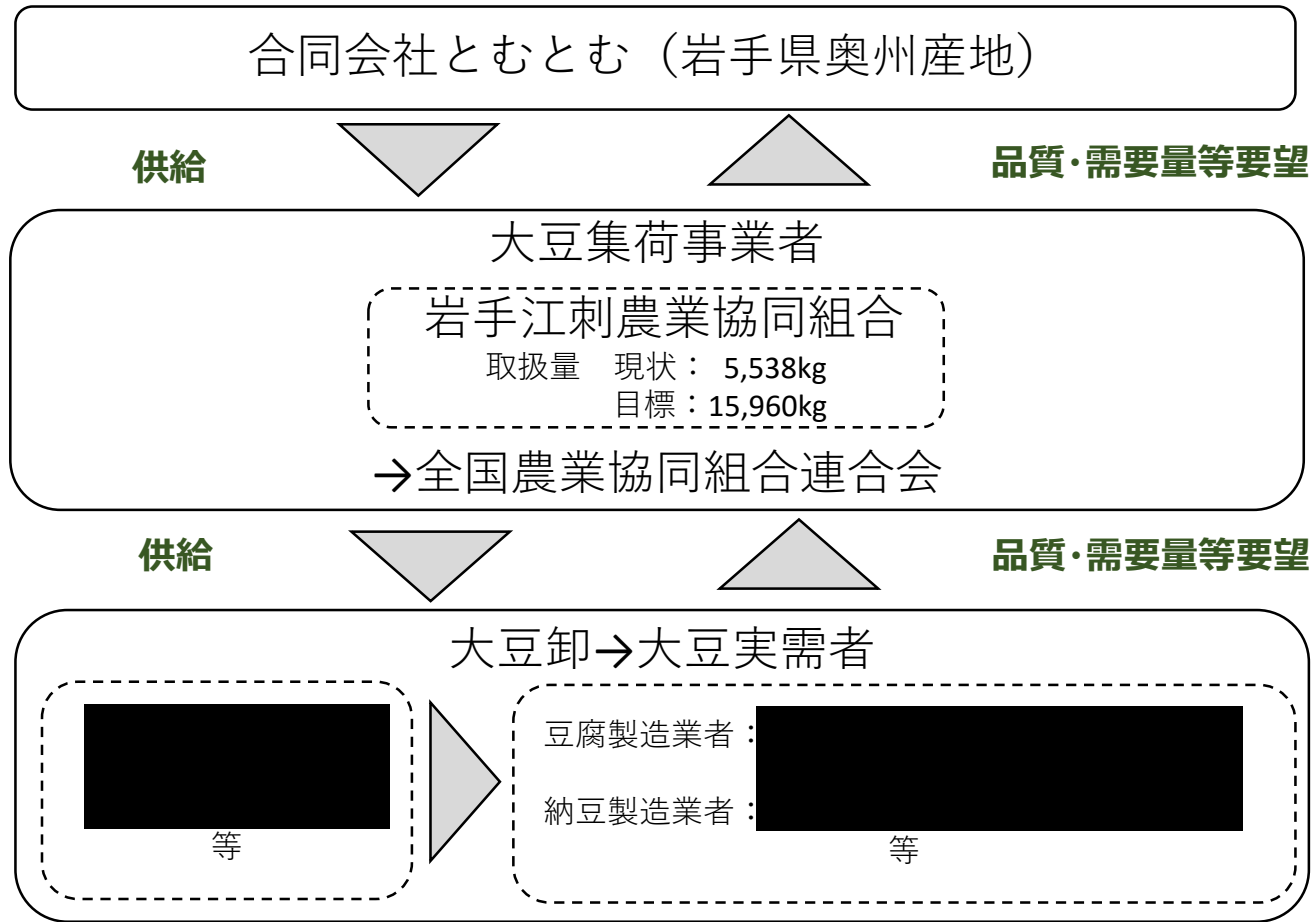 合同会社とむとむ（岩手県奥州産地）
供給
品質・需要量等要望
大豆集荷事業者
岩手江刺農業協同組合
取扱量　現状： 5,538kg
目標：15,960kg
→全国農業協同組合連合会
供給
品質・需要量等要望
大豆卸→大豆実需者
等
豆腐製造業者：
納豆製造業者：
等